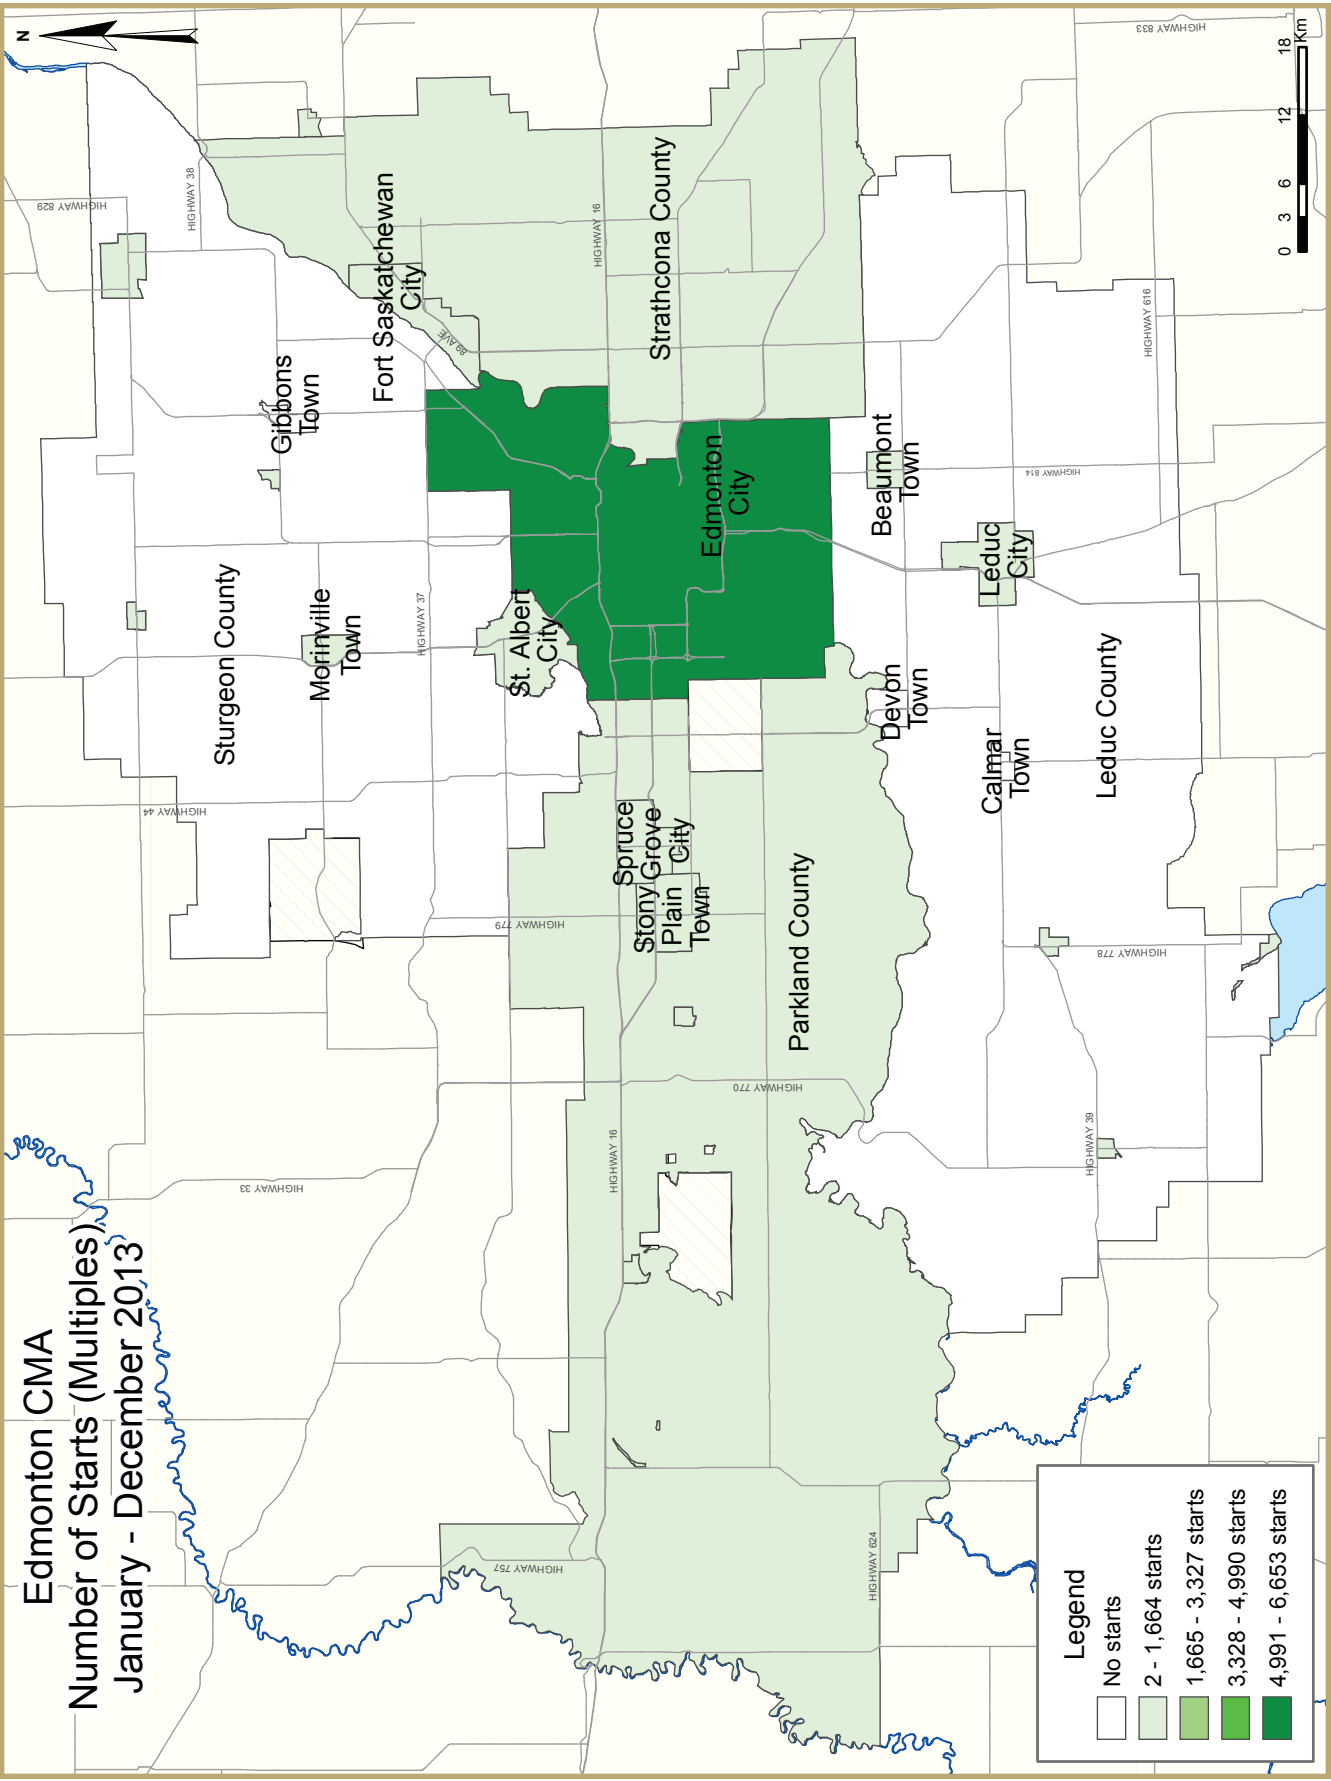 Edmonton CMA
Number of Starts (Multiples)
January - December 2013
N
HIGHWAY 829
HIGHWAY 38
HIGHWAY 833
HIGHWAY 44
Sturgeon County
Gibbons
Town
Morinville
Town
Fort Saskatchewan
City
89 AVE
HIGHWAY 37
HIGHWAY 33
HIGHWAY 779
HIGHWAY 757
St. Albert
City
HIGHWAY 16
HIGHWAY 16
Strathcona County
Spruce
Grove
City
Stony
Plain
Town
Edmonton
City
HIGHWAY 770
Parkland County
HIGHWAY 624
Devon
Town
Beaumont
Town
Calmar
Town
Leduc
City
HIGHWAY 814
HIGHWAY 39
HIGHWAY 778
Leduc County
HIGHWAY 616
Legend
No starts
2 - 1,664 starts
1,665 - 3,327 starts
3,328 - 4,990 starts
4,991 - 6,653 starts
0 3 6 12 18
Km